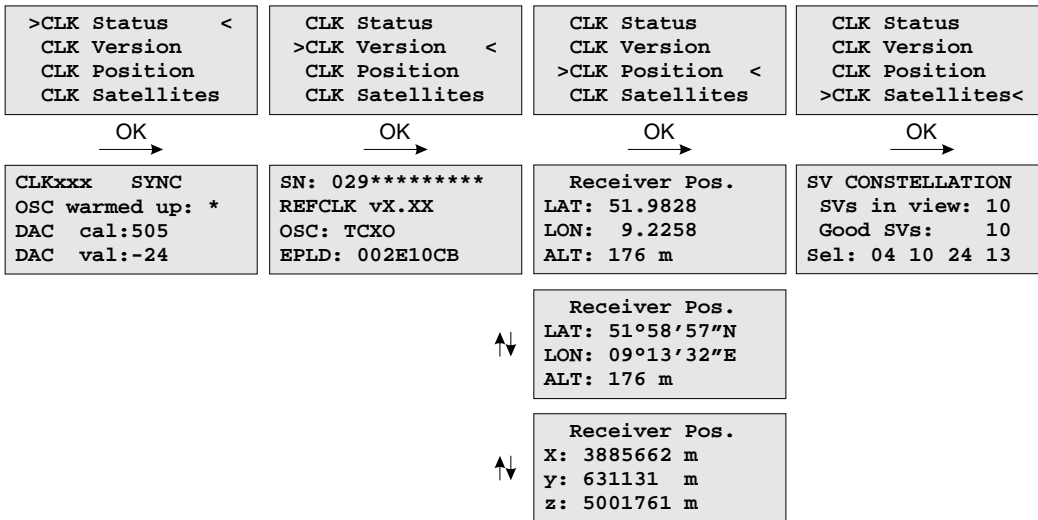 >CLK Status    <
CLK Version
CLK Position
CLK Satellites
CLK Status
>CLK Version   <
CLK Position
CLK Satellites
CLK Status
CLK Version
>CLK Position  <
CLK Satellites
CLK Status
CLK Version
CLK Position
>CLK Satellites<
OK
OK
OK
OK
CLKxxx   SYNC
OSC warmed up: *
DAC  cal:505
DAC  val:-24
SN: 029*********
REFCLK vX.XX
OSC: TCXO
EPLD: 002E10CB
Receiver Pos.
LAT: 51.9828
LON:  9.2258
ALT: 176 m
SV CONSTELLATION
SVs in view: 10
Good SVs:    10
Sel: 04 10 24 13
Receiver Pos.
LAT: 51°58’57”N
LON: 09°13’32”E
ALT: 176 m
Receiver Pos.
X: 3885662 m
y: 631131  m
z: 5001761 m